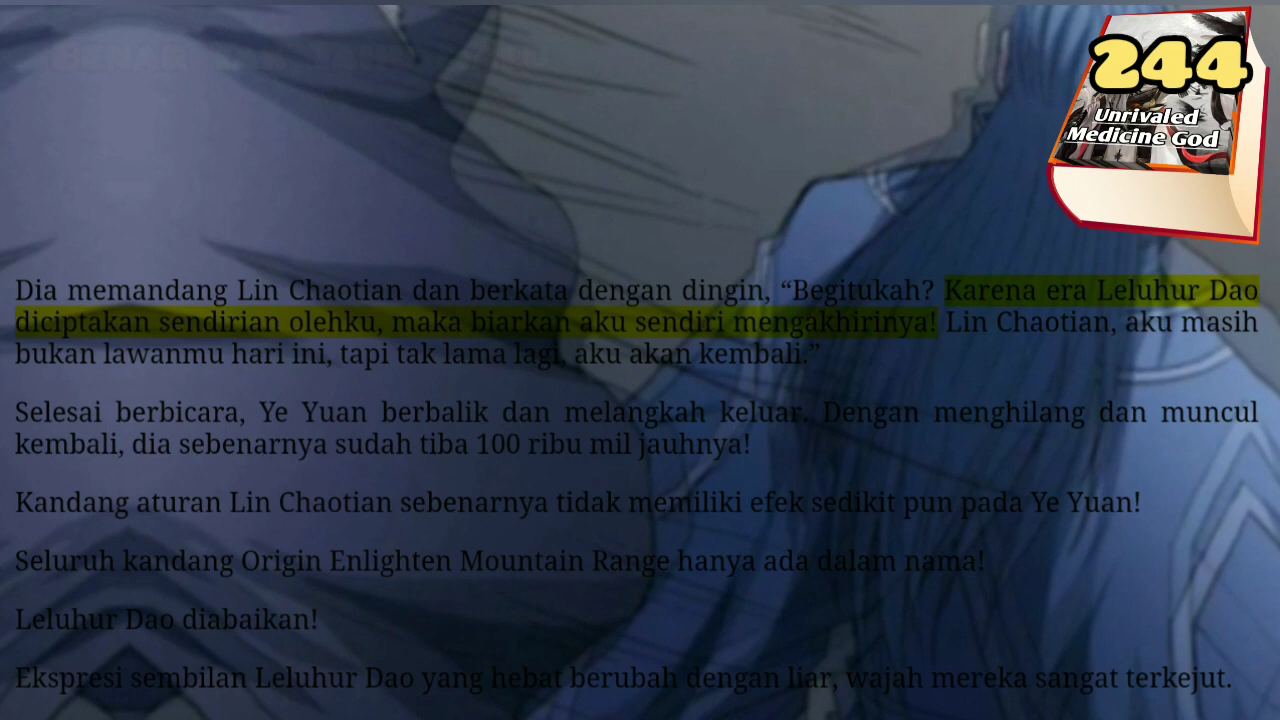 244
Unrivaled
Medicine God
Dia memandang Lin Chaotian dan berkata dengan dingin, “Begitukah? Karena era Leluhur Dao
diciptakan sendirian olehku, maka biarkan aku sendiri mengakhirinya! Lin Chaotian, aku masih
bukan lawanmu hari ini, tapi tak lama lagi, aku akan kembali.”
Selesai berbicara, Ye Yuan berbalik dan melangkah keluar. Dengan menghilang dan muncul
kembali, dia sebenarnya sudah tiba 100 ribu mil jauhnya!
Kandang aturan Lin Chaotian sebenarnya tidak memiliki efek sedikit pun pada Ye Yuan!
Seluruh kandang Origin Enlighten Mountain Range hanya ada dalam nama!
Leluhur Dao diabaikan!
Ekspresi sembilan Leluhur Dao yang hebat berubah dengan liar, wajah mereka sangat terkejut.